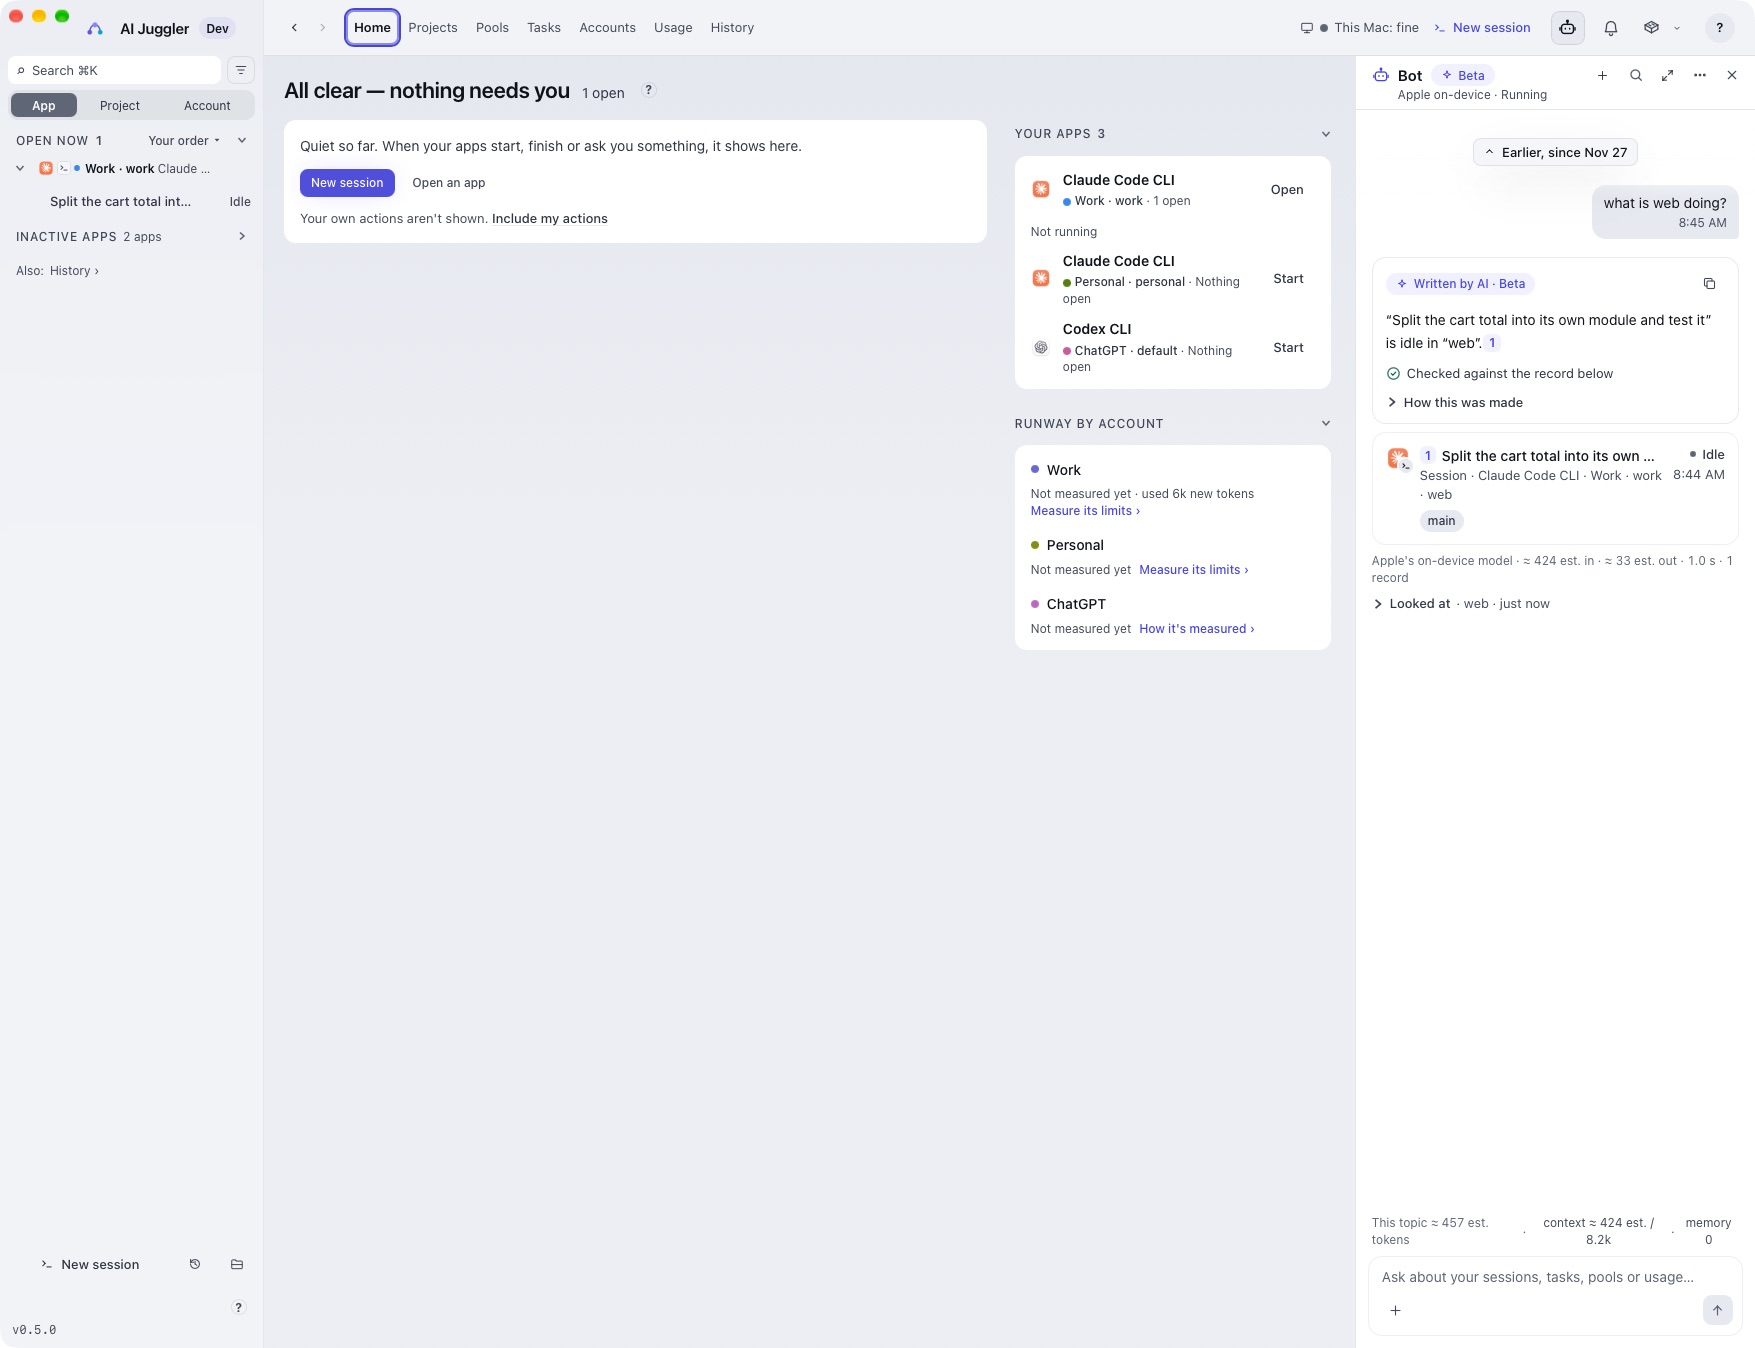 AI Juggler Dev
Search ⌘K
App Project Account
OPEN NOW 1 Your order
Work · work Claude ...
Split the cart total int... Idle
INACTIVE APPS 2 apps
Also: History ›
New session
?
v0.5.0
Home Projects Pools Tasks Accounts Usage History
This Mac: fine New session ?
All clear — nothing needs you 1 open ?
Quiet so far. When your apps start, finish or ask you something, it shows here.
New session Open an app
Your own actions aren't shown. Include my actions
YOUR APPS 3
Claude Code CLI
Work · work · 1 open
Open
Not running
Claude Code CLI
Personal · personal · Nothing
open
Start
Codex CLI
ChatGPT · default · Nothing
open
Start
RUNWAY BY ACCOUNT
Work
Not measured yet · used 6k new tokens
Measure its limits ›
Personal
Not measured yet Measure its limits ›
ChatGPT
Not measured yet How it's measured ›
Bot Beta
Apple on-device · Running
Earlier, since Nov 27
what is web doing?
8:45 AM
Written by AI · Beta
“Split the cart total into its own module and test it”
is idle in “web”. 1
Checked against the record below
How this was made
1 Split the cart total into its own ... Idle
Session · Claude Code CLI · Work · work 8:44 AM
· web
main
Apple's on-device model · ≈ 424 est. in · ≈ 33 est. out · 1.0 s · 1
record
Looked at · web · just now
This topic ≈ 457 est. tokens · context ≈ 424 est. / 8.2k · memory 0
Ask about your sessions, tasks, pools or usage...